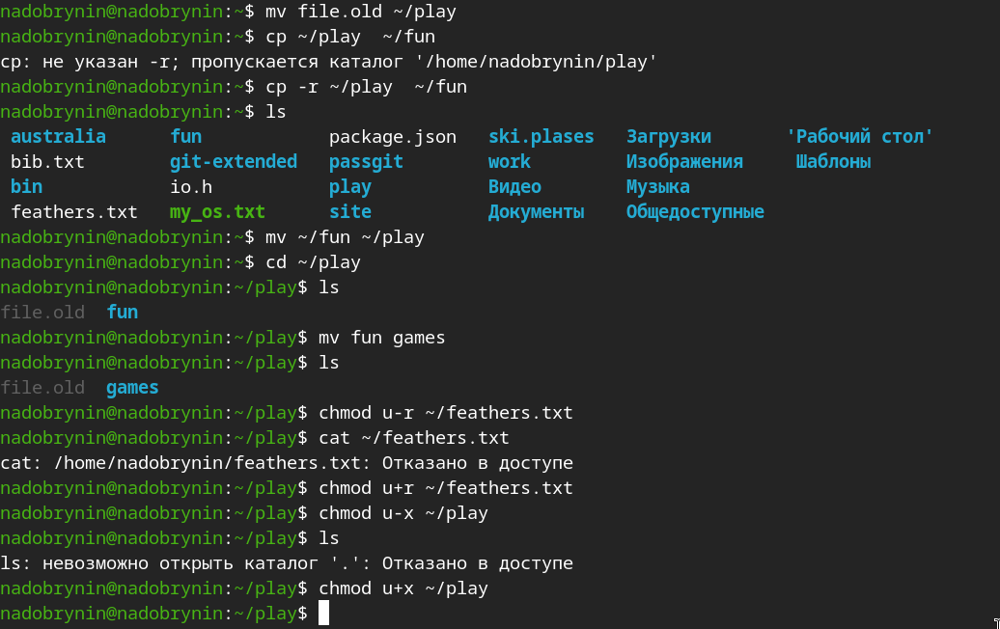 nadobrynin@nadobrynin:~$ mv file.old ~/play
nadobrynin@nadobrynin:~$ cp ~/play  ~/fun
cp: не указан -r; пропускается каталог '/home/nadobrynin/play'
nadobrynin@nadobrynin:~$ cp -r ~/play  ~/fun
nadobrynin@nadobrynin:~$ ls
 australia      fun            package.json   ski.plases   Загрузки       'Рабочий стол'
 bib.txt        git-extended   passgit        work         Изображения     Шаблоны
 bin            io.h           play           Видео        Музыка
 feathers.txt   my_os.txt      site           Документы    Общедоступные
nadobrynin@nadobrynin:~$ mv ~/fun ~/play
nadobrynin@nadobrynin:~$ cd ~/play
nadobrynin@nadobrynin:~/play$ ls
file.old  fun
nadobrynin@nadobrynin:~/play$ mv fun games
nadobrynin@nadobrynin:~/play$ ls
file.old  games
nadobrynin@nadobrynin:~/play$ chmod u-r ~/feathers.txt
nadobrynin@nadobrynin:~/play$ cat ~/feathers.txt
cat: /home/nadobrynin/feathers.txt: Отказано в доступе
nadobrynin@nadobrynin:~/play$ chmod u+r ~/feathers.txt
nadobrynin@nadobrynin:~/play$ chmod u-x ~/play
nadobrynin@nadobrynin:~/play$ ls
ls: невозможно открыть каталог '.': Отказано в доступе
nadobrynin@nadobrynin:~/play$ chmod u+x ~/play
nadobrynin@nadobrynin:~/play$